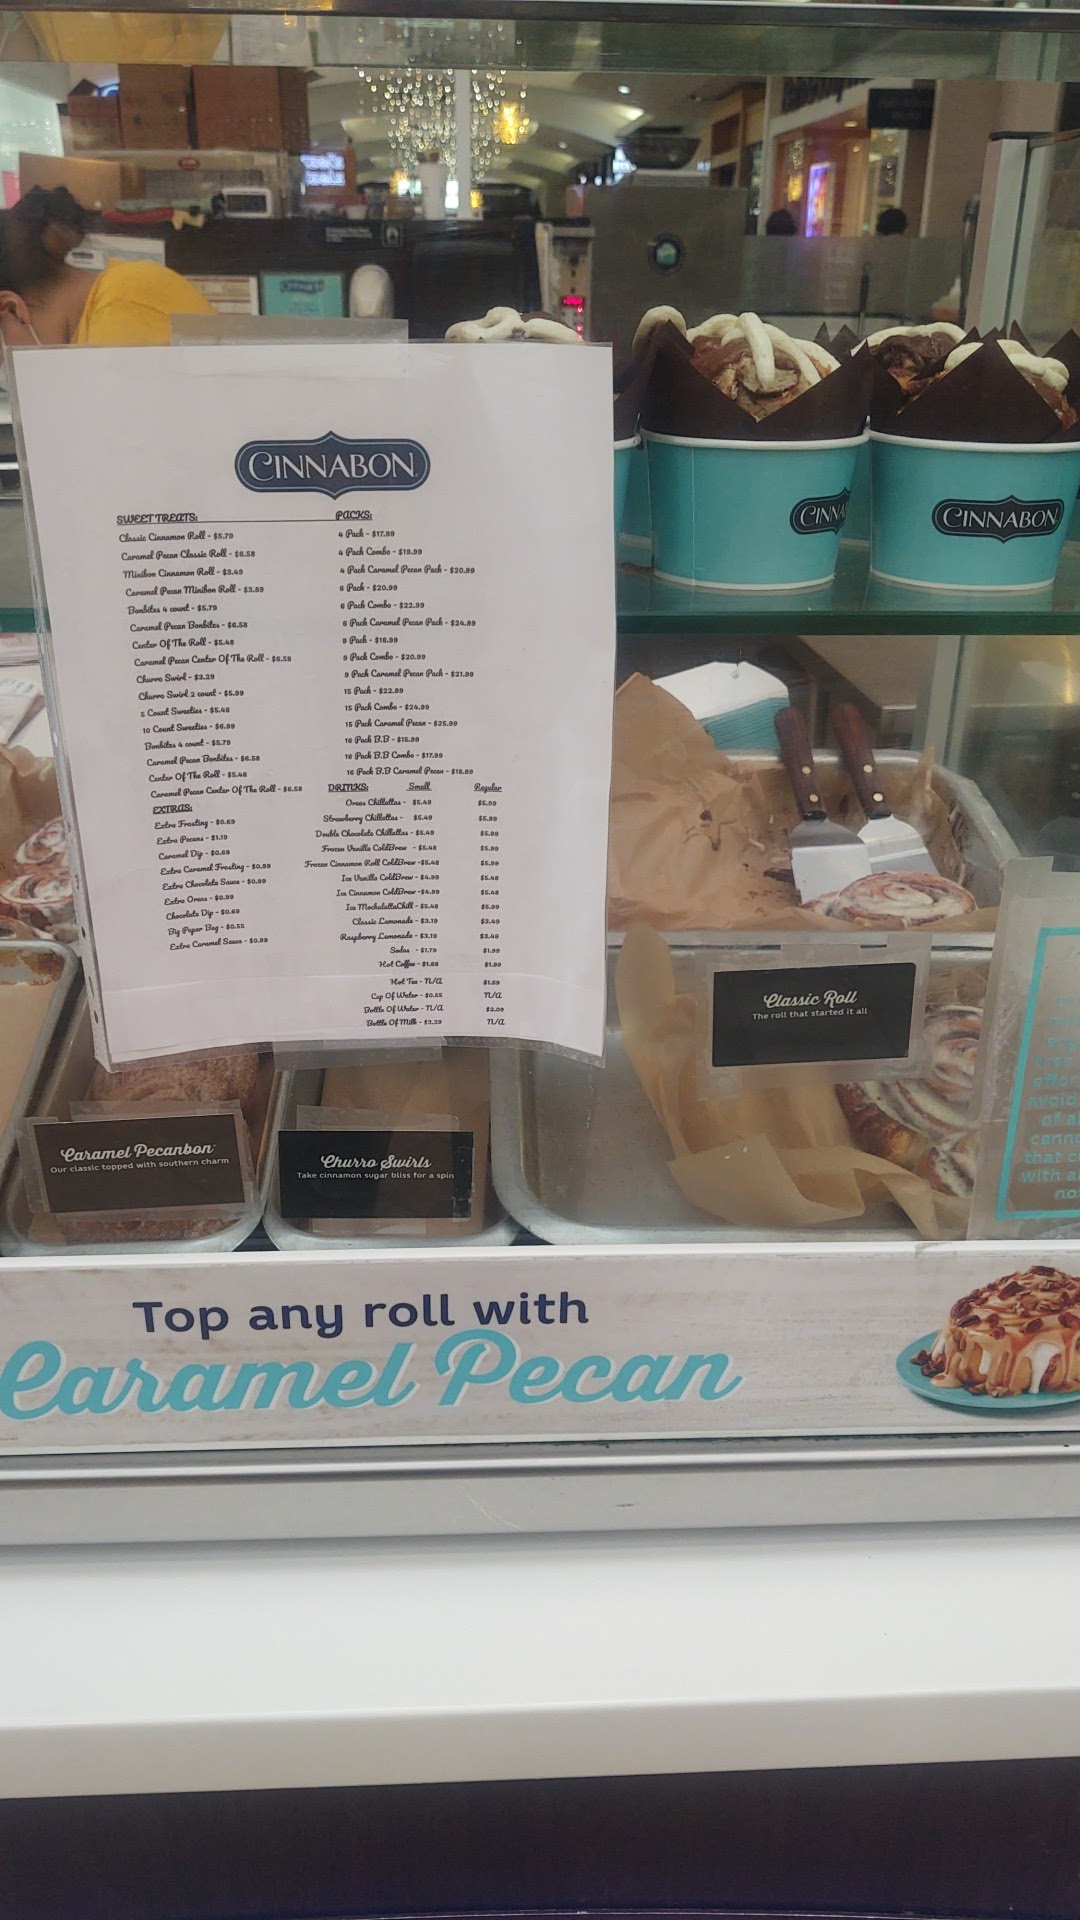 CINNABON
SWEET TREATS:
Classic Cinnamon Roll - $5.79
Caramel Pecan Classic Roll - $6.59
Minibon Cinnamon Roll - $3.49
Caramel Pecan Minibon Roll - $3.89
Bonbites 4 count - $5.79
Caramel Pecan Bonbites - $6.58
Center Of The Roll - $5.48
Caramel Pecan Center Of The Roll - $6.58
Churro Swirl - $3.29
Churro Swirl 2 count - $5.99
5 Count Sweeties - $5.48
10 Count Sweeties - $6.99
Bonbites 4 count - $5.79
Caramel Pecan Bonbites - $6.58
Center Of The Roll - $5.48
Caramel Pecan Center Of The Roll - $6.58
EXTRAS:
Extra Frosting - $0.69
Extra Pecans - $1.19
Caramel Dip - $0.69
Extra Caramel Frosting - $0.99
Extra Chocolate Sauce - $0.99
Extra Oreos - $0.99
Chocolate Dip - $0.69
Big Paper Bag - $0.55
Extra Caramel Sauce - $0.99
PACKS:
4 Pack - $17.99
4 Pack Combo - $19.99
4 Pack Caramel Pecan Pack - $20.99
6 Pack - $20.99
6 Pack Combo - $22.99
6 Pack Caramel Pecan Pack - $24.99
9 Pack - $18.99
9 Pack Combo - $20.99
9 Pack Caramel Pecan Pack - $21.99
15 Pack - $22.99
15 Pack Combo - $24.99
15 Pack Caramel Pecan - $25.99
16 Pack B.B - $15.99
16 Pack B.B Combo - $17.99
16 Pack B.B Caramel Pecan - $18.99
DRINKS: Small Regular
Oreos Chillattas - $5.49 $5.99
Strawberry Chillattas - $5.49 $5.99
Double Chocolate Chillattas - $5.49 $5.99
Frozen Vanilla ColdBrew - $5.48 $5.99
Frozen Cinnamon Roll ColdBrew -$5.48 $5.99
Ice Vanilla ColdBrew - $4.99 $5.48
Ice Cinnamon ColdBrew - $4.99 $5.48
Ice MochalattaChill - $5.48 $5.99
Classic Lemonade - $3.19 $3.49
Raspberry Lemonade - $3.19 $3.49
Sodas - $1.79 $1.99
Hot Coffee - $1.68 $1.90
Hot Tea - N/A $1.59
Cup Of Water - $0.55 N/A
Bottle Of Water - N/A $2.09
Bottle Of Milk - $2.29 N/A
CINNA
CINNABON
Classic Roll
The roll that started it all
Caramel Pecanbon
Our classic topped with southern charm
Churro Swirls
Take cinnamon sugar bliss for a spin
avoid
of a
cann
that c
with a
no
Top any roll with
Caramel Pecan